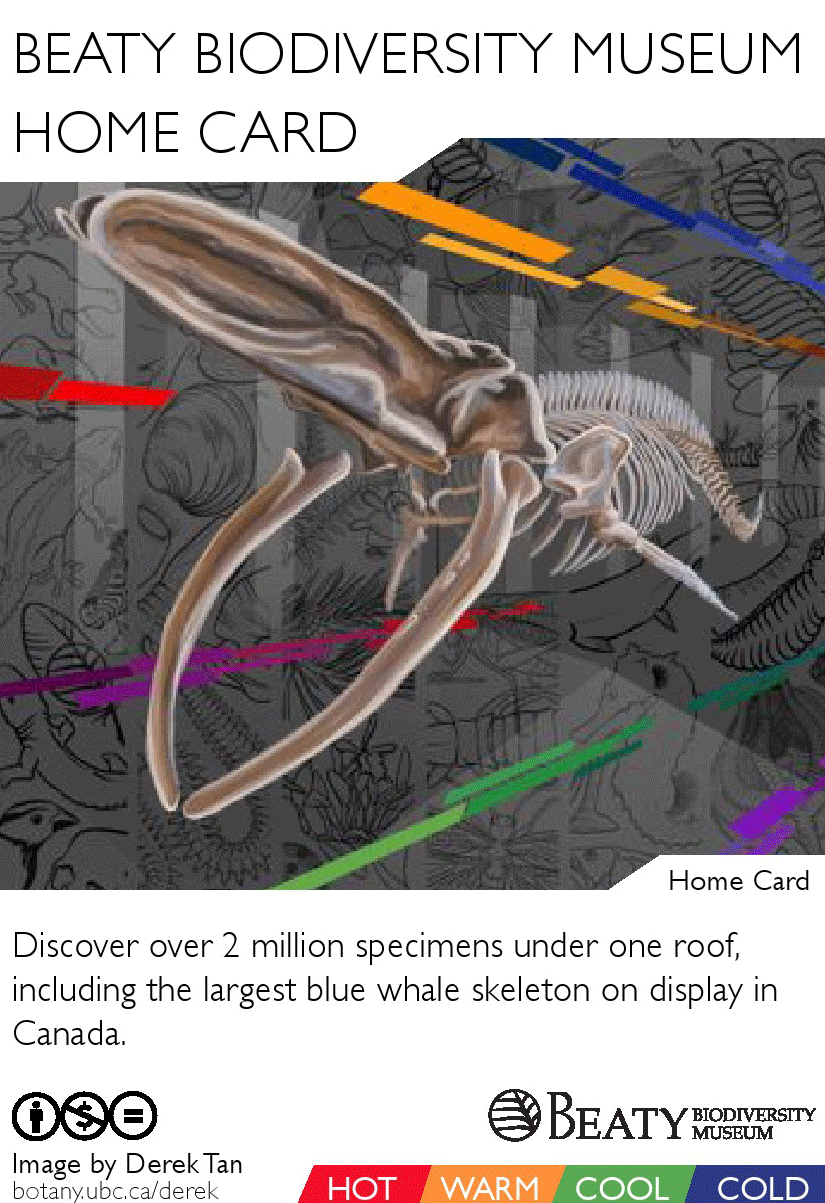 BEATY BIODIVERSITY MUSEUM
HOME CARD
Home Card
Discover over 2 million specimens under one roof,
including the largest blue whale skeleton on display in
Canada.
BEATY BIODIVERSITY
MUSEUM
Image by Derek Tan
botany.ubc.ca/derek
HOT WARM COOL COLD